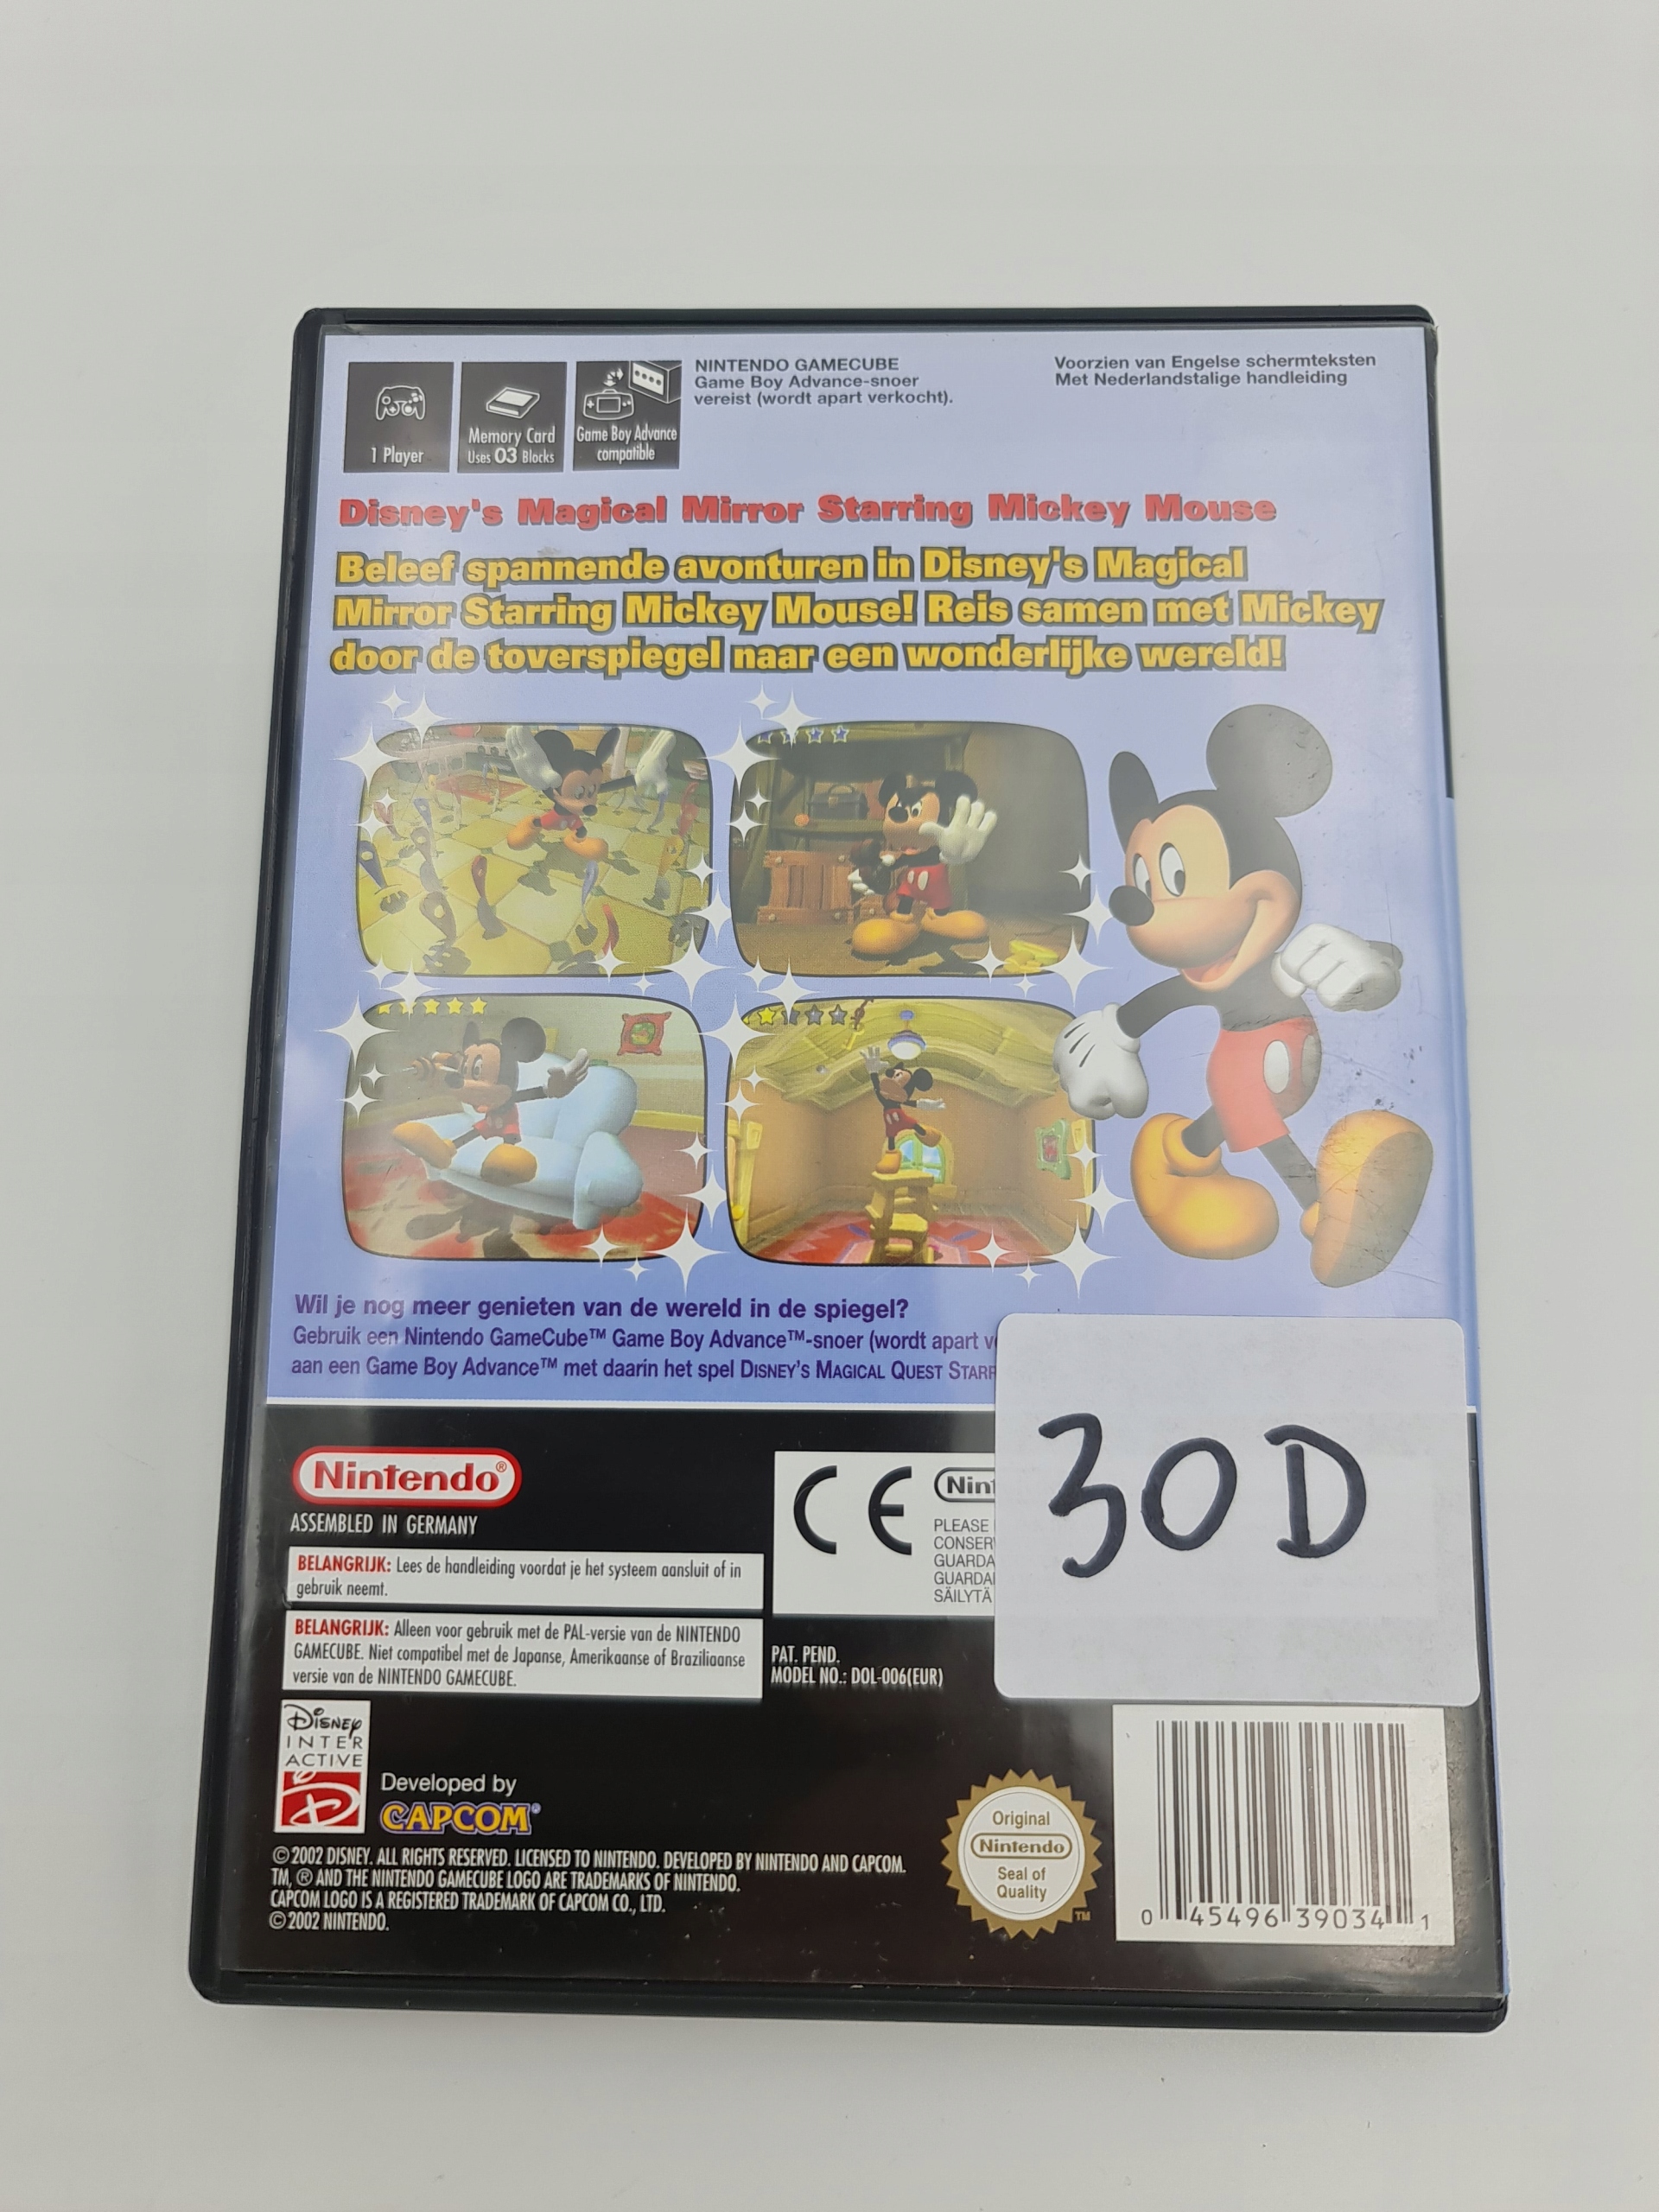 NINTENDO GAMECUBE
Game Boy Advance-snoer
vereist (wordt apart verkocht).
Voorzien van Engelse schermteksten
Met Nederlandstalige handleiding
1 Player
Memory Card
Uses 03 Blocks
Game Boy Advance
compatible
Disney's Magical Mirror Starring Mickey Mouse
Beleef spannende avonturen in Disney's Magical
Mirror Starring Mickey Mouse! Reis samen met Mickey
door de toverspiegel naar een wonderlijke wereld!
Wil je nog meer genieten van de wereld in de spiegel?
Gebruik een Nintendo GameCube™ Game Boy Advance™-snoer (wordt apart
aan een Game Boy Advance™ met daarin het spel DISNEY'S MAGICAL QUEST
30D
Nintendo®
ASSEMBLED IN GERMANY
BELANGRIJK: Lees de handleiding voordat je het systeem aansluit of in
gebruik neemt.
BELANGRIJK: Alleen voor gebruik met de PAL-versie van de NINTENDO
GAMECUBE. Niet compatibel met de Japanse, Amerikaanse of Braziliaanse
versie van de NINTENDO GAMECUBE.
CE
PLEASE
PAT. PEND.
MODEL NO.: DOL-006(EUR)
DISNEY
INTER
ACTIVE
Developed by
CAPCOM®
© 2002 DISNEY. ALL RIGHTS RESERVED. LICENSED TO NINTENDO. DEVELOPED BY NINTENDO AND CAPCOM.
TM, ® AND THE NINTENDO GAMECUBE LOGO ARE TRADEMARKS OF NINTENDO.
CAPCOM LOGO IS A REGISTERED TRADEMARK OF CAPCOM CO., LTD.
© 2002 NINTENDO.
Original
Nintendo
Seal of
Quality
TM
0 45496 39034 1